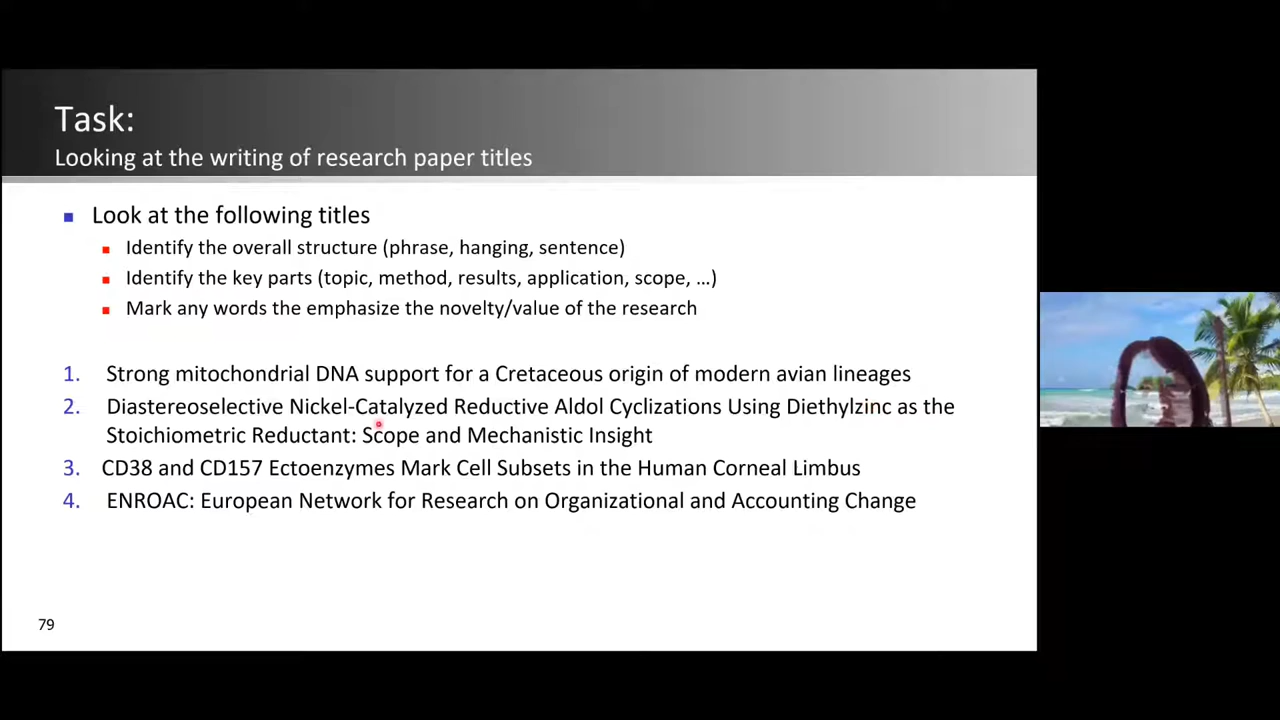 Task:
Looking at the writing of research paper titles
Look at the following titles
Identify the overall structure (phrase, hanging, sentence)
Identify the key parts (topic, method, results, application, scope, …)
Mark any words the emphasize the novelty/value of the research
1. Strong mitochondrial DNA support for a Cretaceous origin of modern avian lineages
2. Diastereoselective Nickel-Catalyzed Reductive Aldol Cyclizations Using Diethylzinc as the
Stoichiometric Reductant: Scope and Mechanistic Insight
3. CD38 and CD157 Ectoenzymes Mark Cell Subsets in the Human Corneal Limbus
4. ENROAC: European Network for Research on Organizational and Accounting Change
79